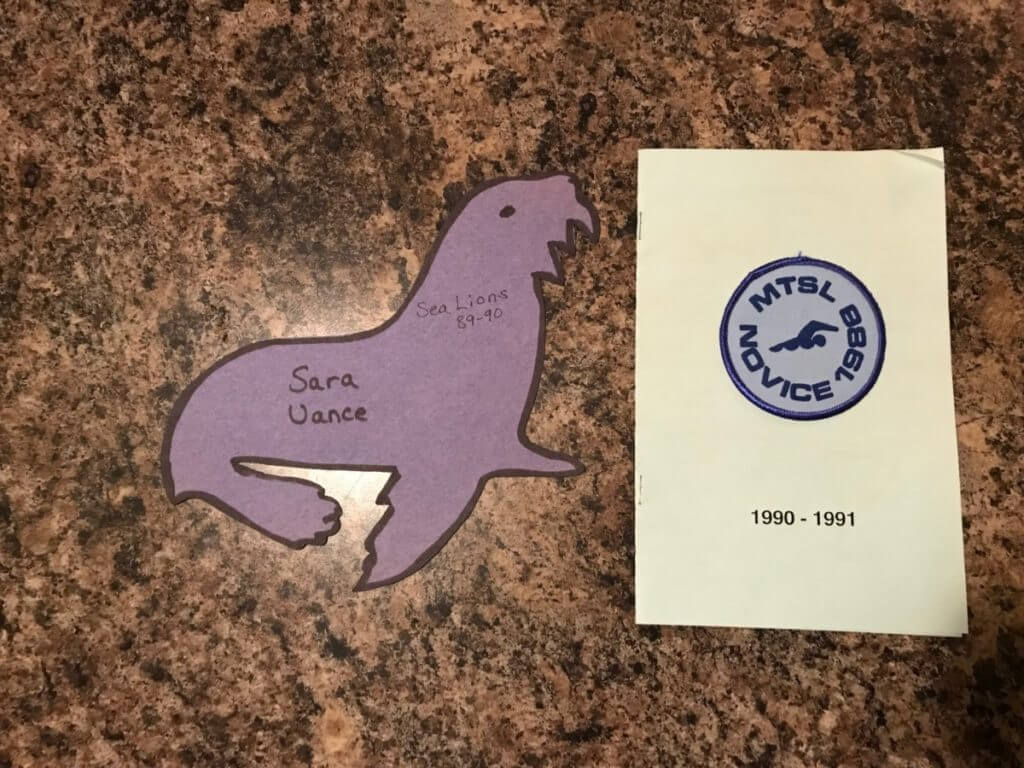 Sea Lions
89-90
Sara
Vance
MTSL
NOVICE 1988
1990 - 1991